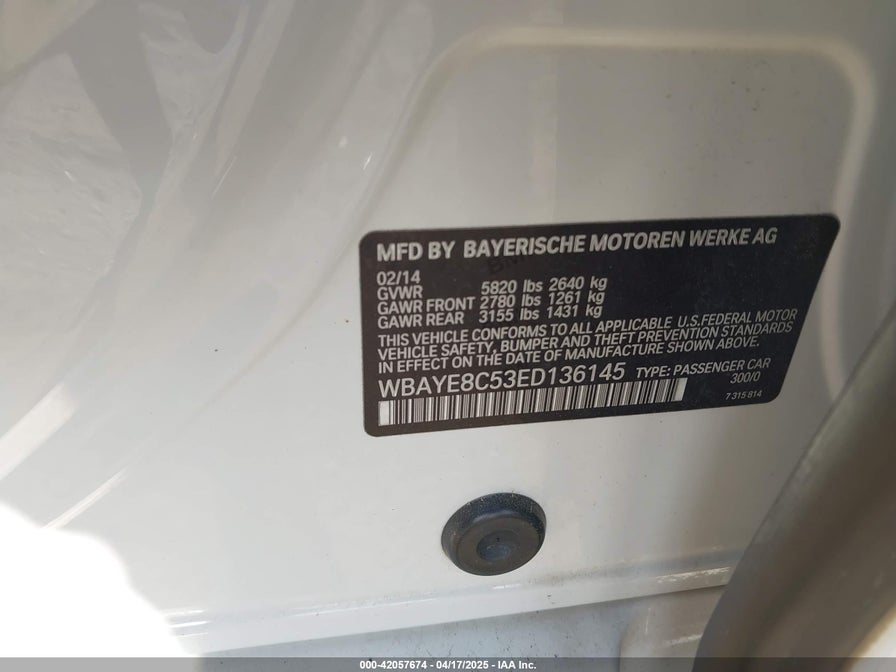 MFD BY BAYERISCHE MOTOREN WERKE AG
02/14
GVWR 5820 lbs 2640 kg
GAWR FRONT 2780 lbs 1261 kg
GAWR REAR 3155 lbs 1431 kg
THIS VEHICLE CONFORMS TO ALL APPLICABLE U.S.FEDERAL MOTOR
VEHICLE SAFETY, BUMPER AND THEFT PREVENTION STANDARDS
IN EFFECT ON THE DATE OF MANUFACTURE SHOWN ABOVE.
WBAYE8C53ED136145 TYPE: PASSENGER CAR
300/0
7 315 814
000-42057674 - 04/17/2025 - IAA Inc.